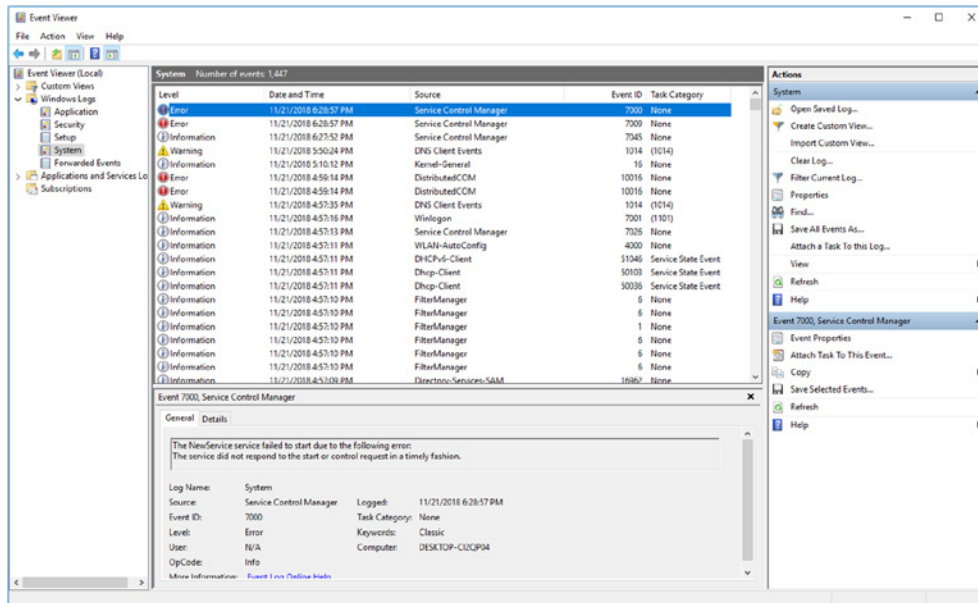 Event Viewer
File Action View Help
Event Viewer (Local)
Custom Views
Windows Logs
Application
Security
Setup
System
Forwarded Events
Applications and Services Lo
Subscriptions
System Number of events: 1,447
Level Date and Time Source Event ID Task Category
Error 11/21/2018 6:28:57 PM Service Control Manager 7000 None
Error 11/21/2018 6:28:57 PM Service Control Manager 7009 None
Information 11/21/2018 6:27:52 PM Service Control Manager 7045 None
Warning 11/21/2018 5:50:24 PM DNS Client Events 1014 (1014)
Information 11/21/2018 5:10:12 PM Kernel-General 16 None
Error 11/21/2018 4:59:14 PM DistributedCOM 10016 None
Error 11/21/2018 4:59:14 PM DistributedCOM 10016 None
Warning 11/21/2018 4:57:35 PM DNS Client Events 1014 (1014)
Information 11/21/2018 4:57:16 PM Winlogon 7001 (1101)
Information 11/21/2018 4:57:13 PM Service Control Manager 7026 None
Information 11/21/2018 4:57:11 PM WLAN-AutoConfig 4000 None
Information 11/21/2018 4:57:11 PM DHCPv6-Client 51046 Service State Event
Information 11/21/2018 4:57:11 PM Dhcp-Client 50103 Service State Event
Information 11/21/2018 4:57:11 PM Dhcp-Client 50036 Service State Event
Information 11/21/2018 4:57:10 PM FilterManager 6 None
Information 11/21/2018 4:57:10 PM FilterManager 6 None
Information 11/21/2018 4:57:10 PM FilterManager 1 None
Information 11/21/2018 4:57:10 PM FilterManager 6 None
Information 11/21/2018 4:57:10 PM FilterManager 6 None
Information 11/21/2018 4:57:10 PM FilterManager 6 None
Information 11/21/2018 4:52:09 PM Directory-Services-SAM 16962 None
Event 7000, Service Control Manager
General Details
The NewService service failed to start due to the following error:
The service did not respond to the start or control request in a timely fashion.
Log Name: System
Source: Service Control Manager Logged: 11/21/2018 6:28:57 PM
Event ID: 7000 Task Category: None
Level: Error Keywords: Classic
User: N/A Computer: DESKTOP-CI2QP04
OpCode: Info
More Information: Event Log Online Help
Actions
System
Open Saved Log...
Create Custom View...
Import Custom View...
Clear Log...
Filter Current Log...
Properties
Find...
Save All Events As...
Attach a Task To this Log...
View
Refresh
Help
Event 7000, Service Control Manager
Event Properties
Attach Task To This Event...
Copy
Save Selected Events...
Refresh
Help